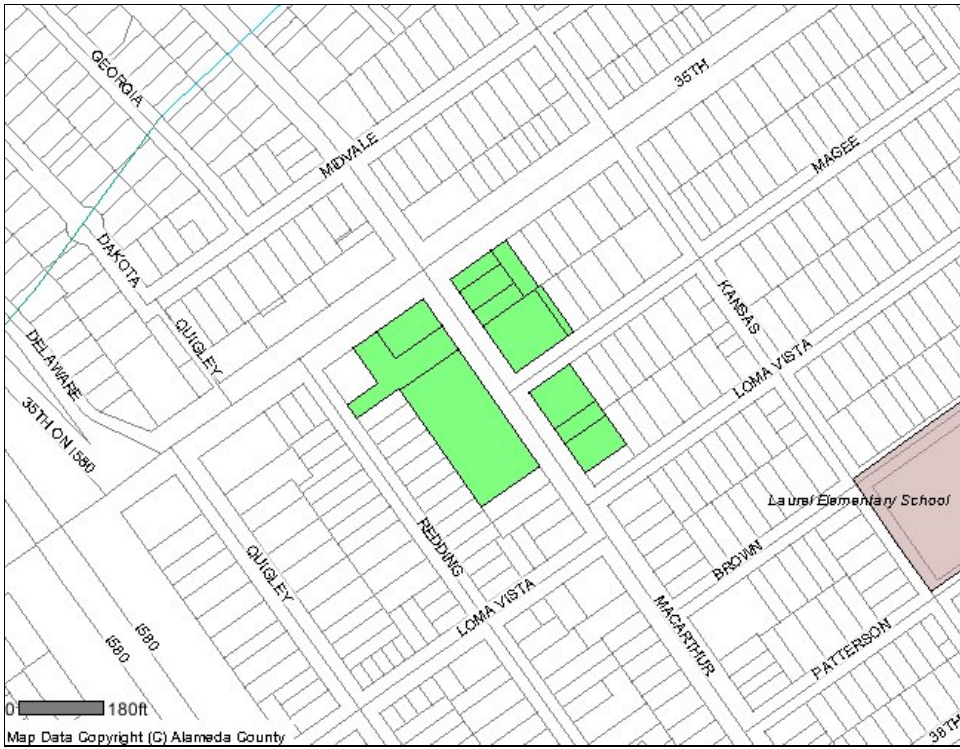 GEORGIA
35TH
MIDVALE
MAGEE
DAKOTA
KANSAS
QUIGLEY
DELAWARE
LOMA VISTA
35TH ON I580
Laurel Elementary School
REDDING
BROWN
QUIGLEY
LOMA VISTA
MACARTHUR
I580
I580
PATTERSON
0 180ft
38TH
Map Data Copyright (C) Alameda County